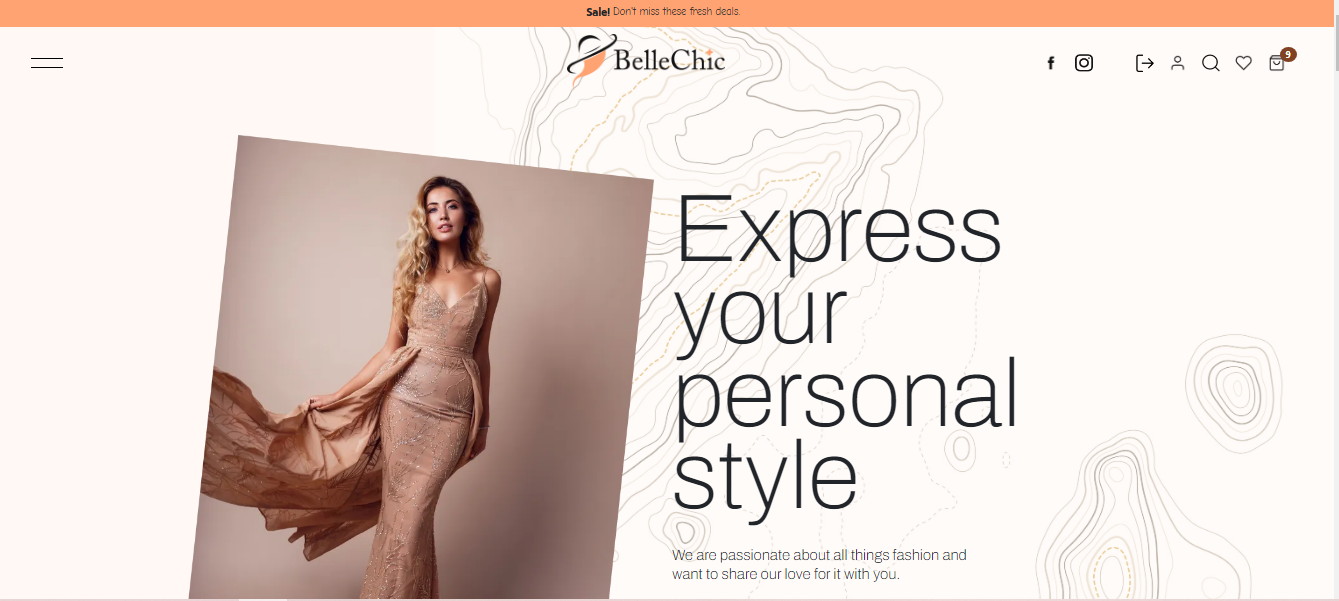 Sale! Don't miss these fresh deals.
BelleChic
9
Express
your
personal
style
We are passionate about all things fashion and
want to share our love for it with you.